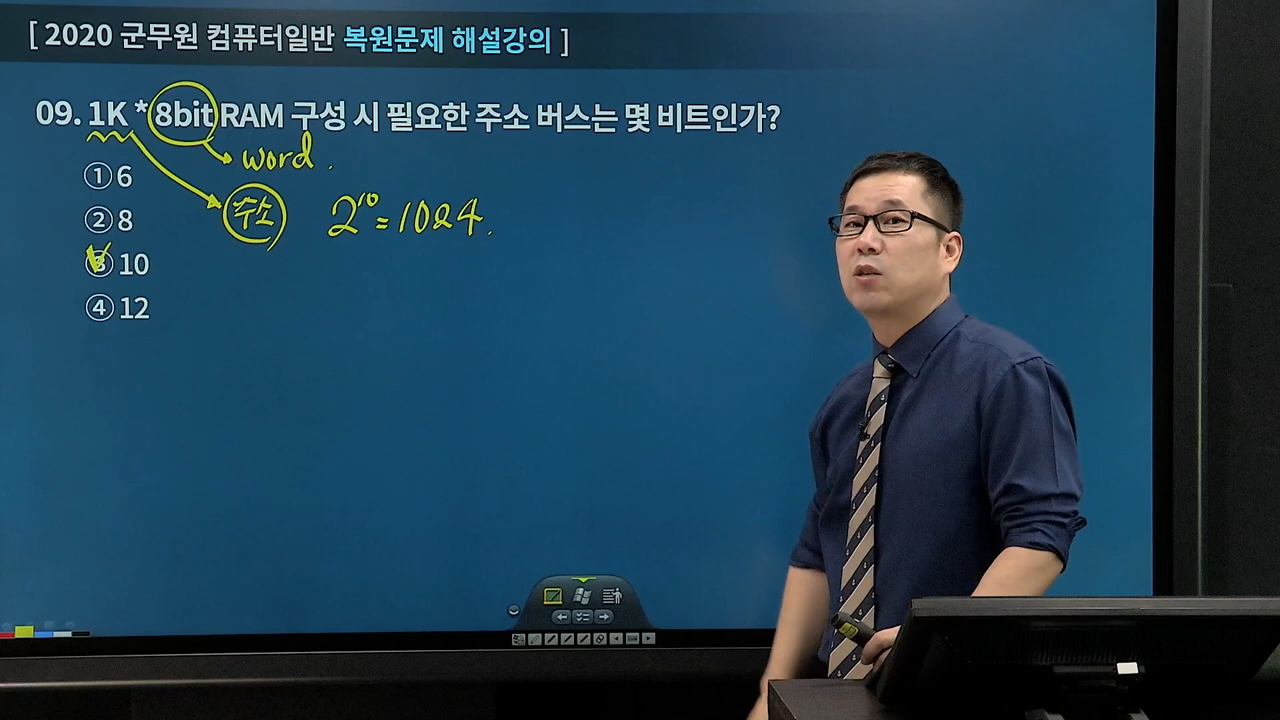 [ 2020 군무원 컴퓨터일반 복원문제 해설강의 ]
09. 1K * 8bit RAM 구성 시 필요한 주소 버스는 몇 비트인가?
word .
① 6
주소 2¹⁰ = 1024.
② 8
③ 10
④ 12